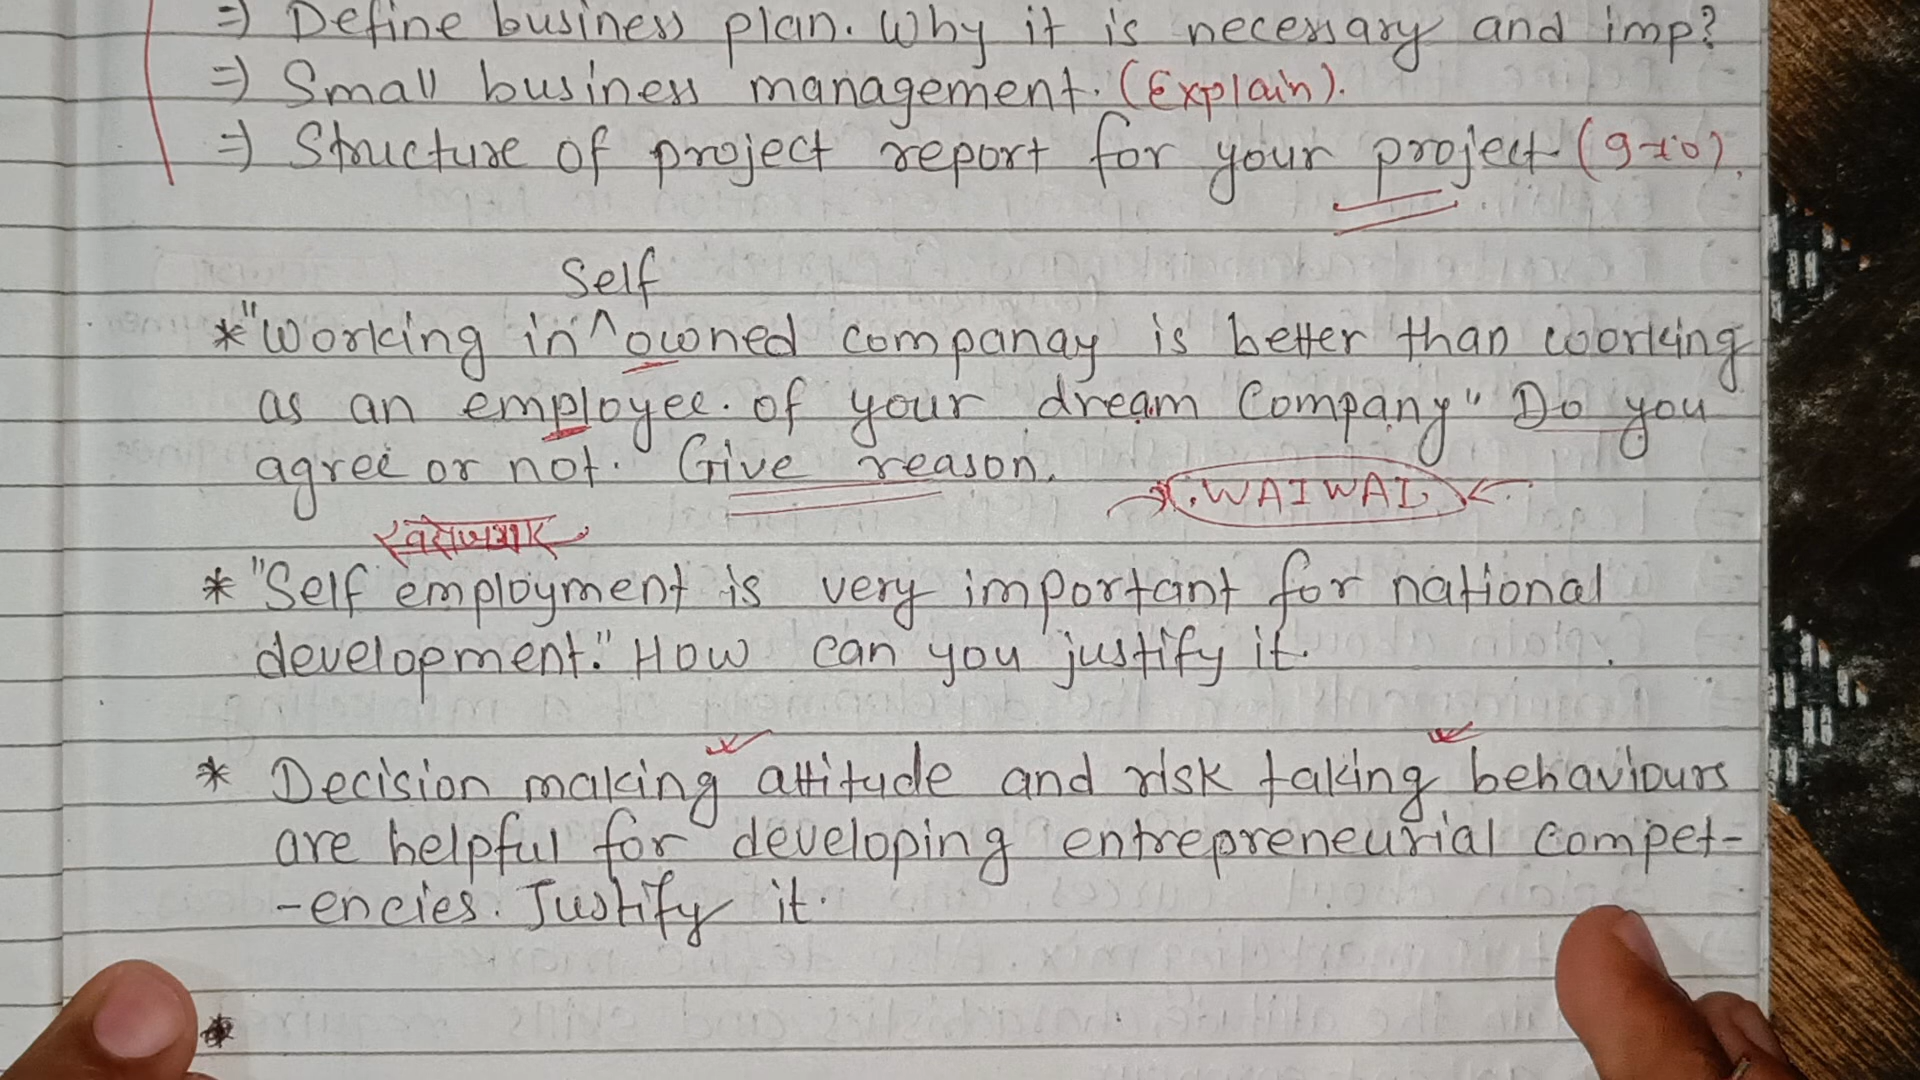 => Define business plan. Why it is necessary and imp?
=> Small business management. (Explain).
=> Structure of project report for your project
Self
*"Working in ^ owned companay is better than working
as an employee. of your dream Company" Do you
agree or not. Give reason.
WAIWAI
स्वरोजगार
* "Self employment is very important for national
development." How can you justify it.
* Decision making attitude and risk taking behaviours
are helpful for developing entrepreneurial compet-
-encies. Justify it.